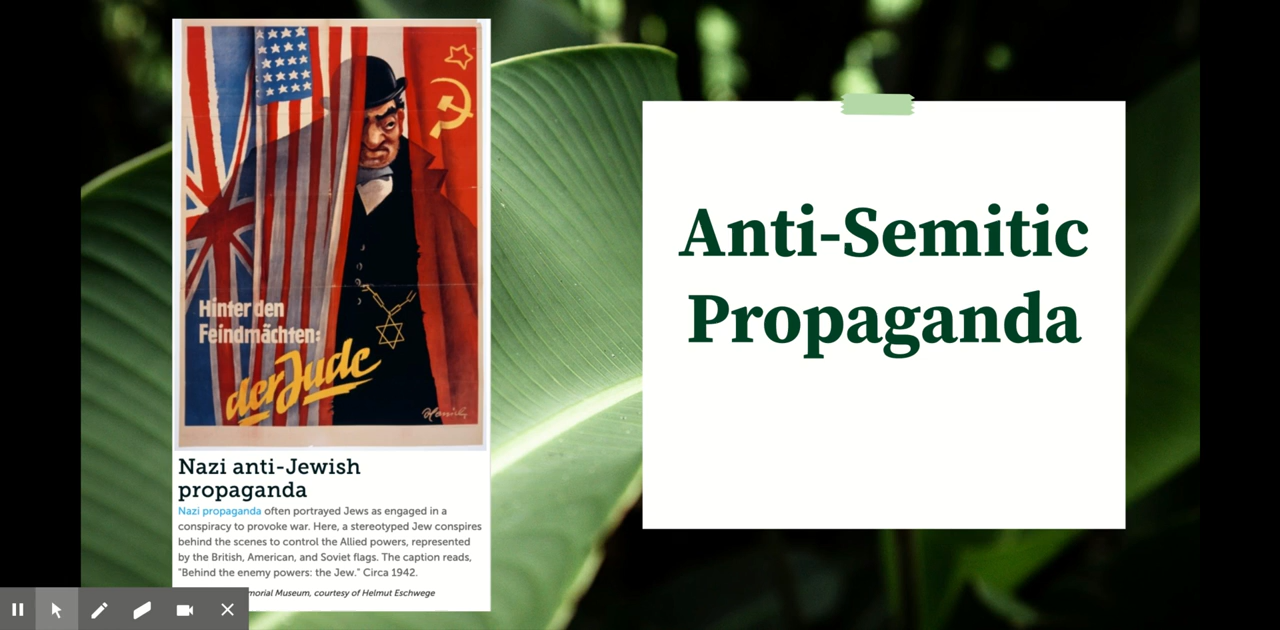 Hinter den
Feindmächten:
der Jude
Nazi anti-Jewish
propaganda
Nazi propaganda often portrayed Jews as engaged in a
conspiracy to provoke war. Here, a stereotyped Jew conspires
behind the scenes to control the Allied powers, represented
by the British, American, and Soviet flags. The caption reads,
"Behind the enemy powers: the Jew." Circa 1942.
Museum, courtesy of Helmut Eschwege
Anti-Semitic
Propaganda